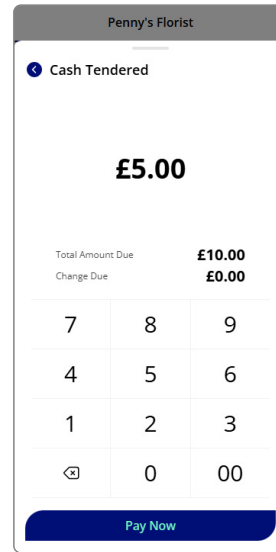 Penny's Florist
Cash Tendered
£5.00
Total Amount Due £10.00
Change Due £0.00
7 8 9
4 5 6
1 2 3
0 00
Pay Now